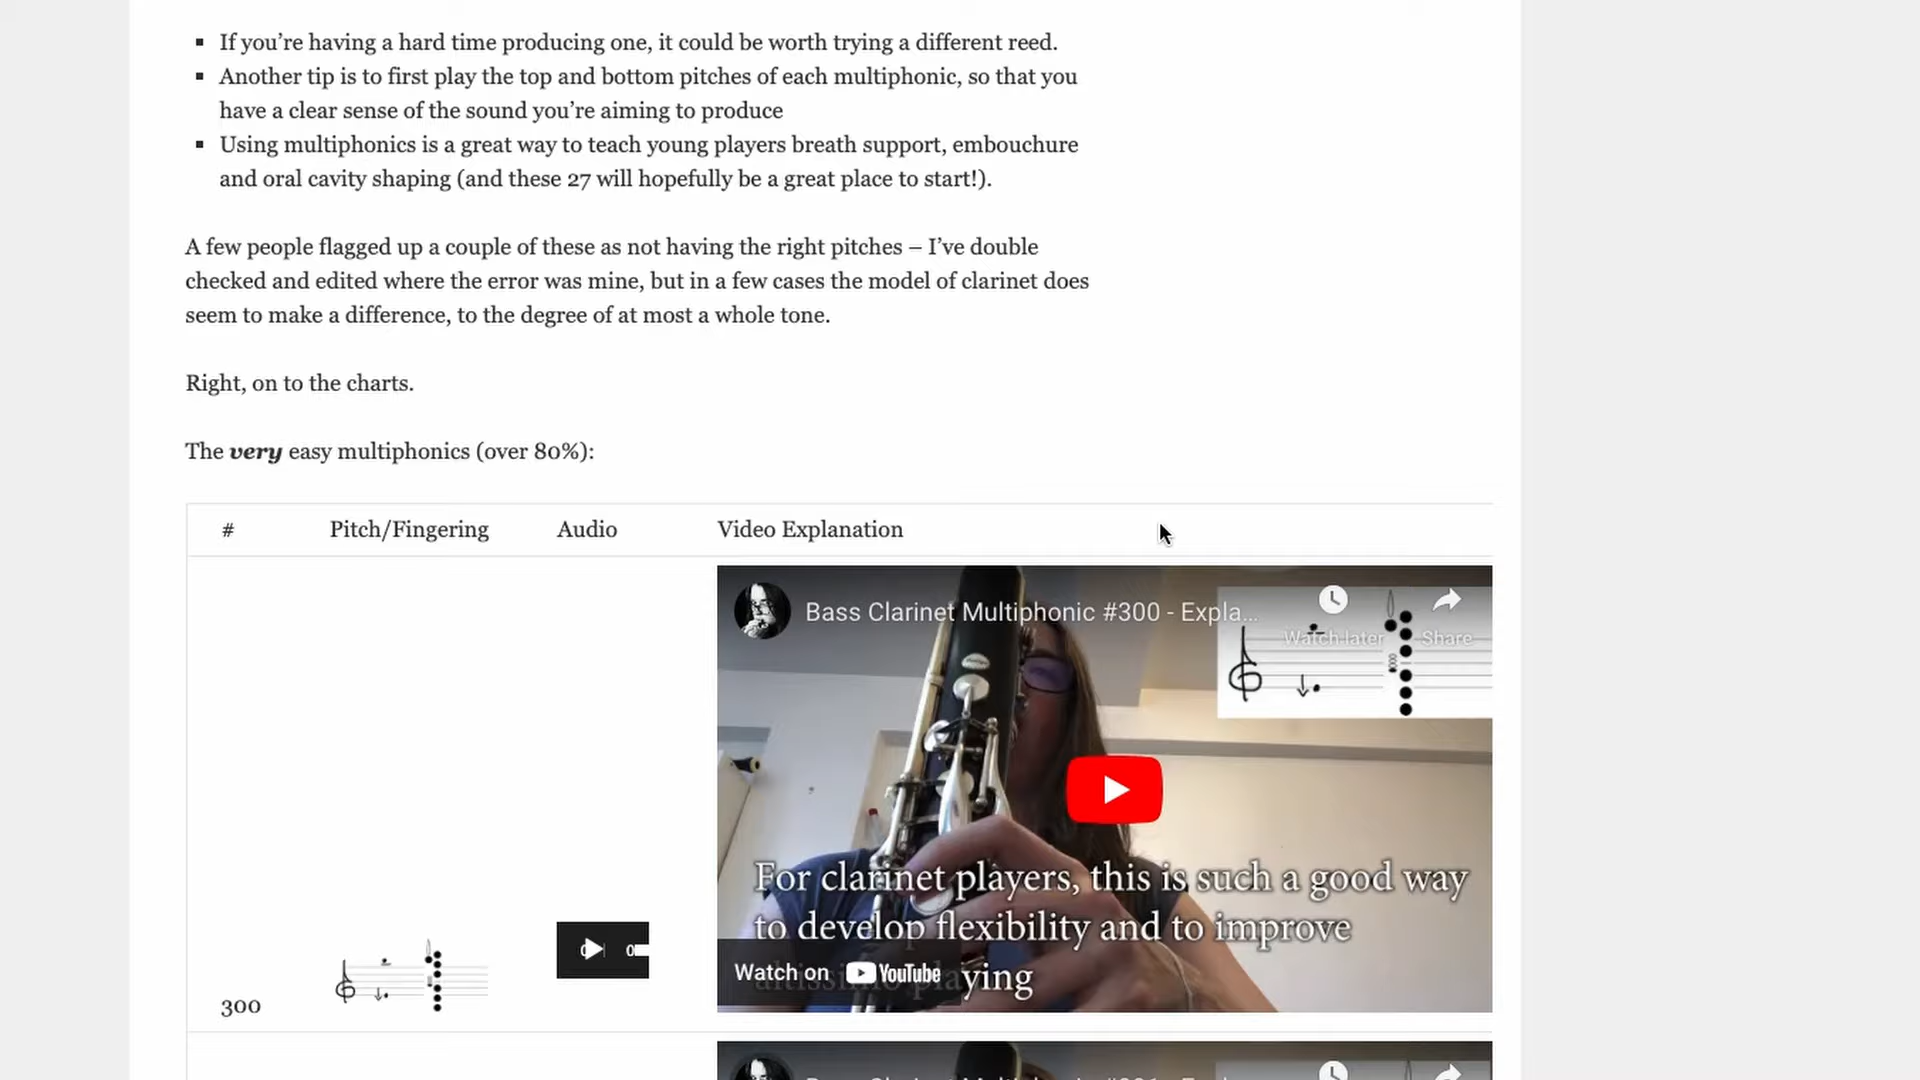 If you’re having a hard time producing one, it could be worth trying a different reed.
Another tip is to first play the top and bottom pitches of each multiphonic, so that you
have a clear sense of the sound you’re aiming to produce
Using multiphonics is a great way to teach young players breath support, embouchure
and oral cavity shaping (and these 27 will hopefully be a great place to start!).
A few people flagged up a couple of these as not having the right pitches – I’ve double
checked and edited where the error was mine, but in a few cases the model of clarinet does
seem to make a difference, to the degree of at most a whole tone.
Right, on to the charts.
The very easy multiphonics (over 80%):
# Pitch/Fingering Audio Video Explanation
Bass Clarinet Multiphonic #300 - Expla...
Watch later Share
For clarinet players, this is such a good way
to develop flexibility and to improve
altissimo playing
Watch on YouTube
300